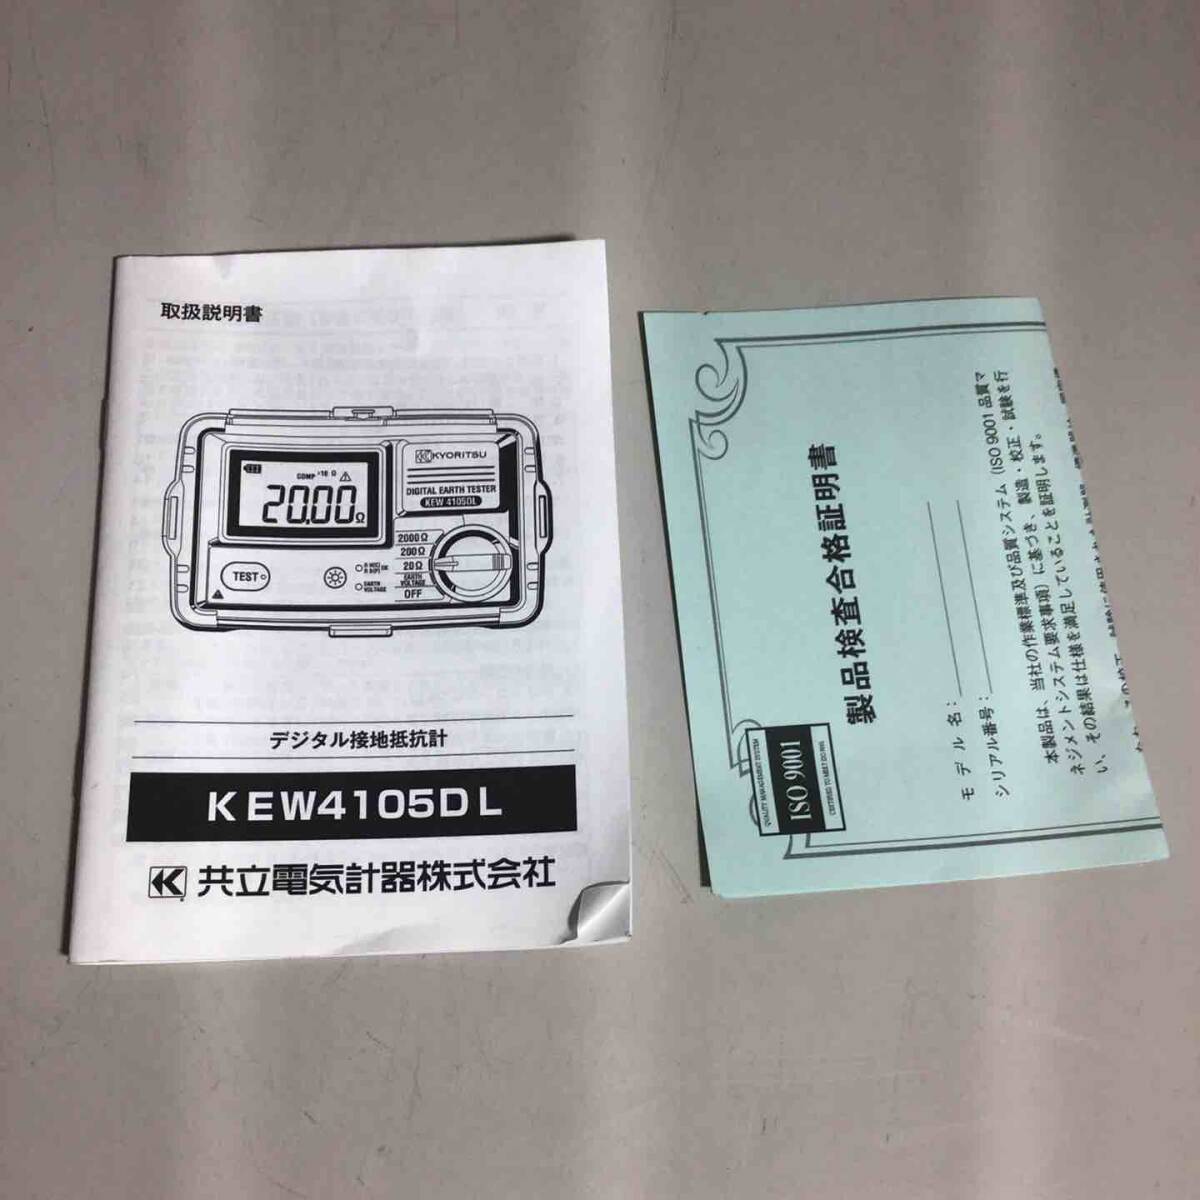 取扱説明書
KYORITSU
DIGITAL EARTH TESTER
KEW 4105DL
COMP >10 Ω
20.00Ω
2000Ω
200Ω
20Ω
EARTH VOLTAGE
OFF
TEST
EARTH VOLTAGE
デジタル接地抵抗計
KEW4105DL
共立電気計器株式会社
製品検査合格証明書
QUALITY MANAGEMENT SYSTEM
ISO 9001
モデル名：
シリアル番号：
本製品は、当社の作業標準及び品質システム（ISO 9001 品質マ
ネジメントシステム要求事項）に基づき、製造・校正・試験を行
い、その結果は仕様を満足していることを証明します。